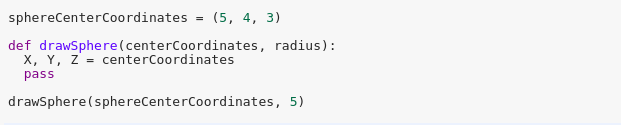 sphereCenterCoordinates = (5, 4, 3)
def drawSphere(centerCoordinates, radius):
  X, Y, Z = centerCoordinates
  pass
drawSphere(sphereCenterCoordinates, 5)